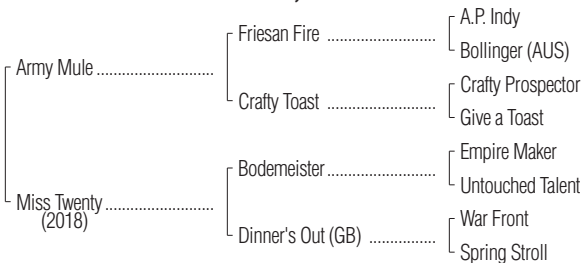 A.P. Indy
Friesan Fire ..............................
Bollinger (AUS)
Army Mule ................................
Crafty Prospector
Crafty Toast ..............................
Give a Toast
Empire Maker
Bodemeister ..............................
Untouched Talent
Miss Twenty ..............................
(2018)
War Front
Dinner's Out (GB) ..................
Spring Stroll